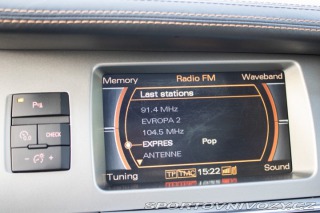 Memory Radio FM Waveband
Last stations
91.4 MHz
EVROPA 2
104.5 MHz
EXPRES Pop
ANTENNE
Tuning TP TMC 15:22 Sound
CHECK
WWW.SPORTOVNIVOZY.CZ